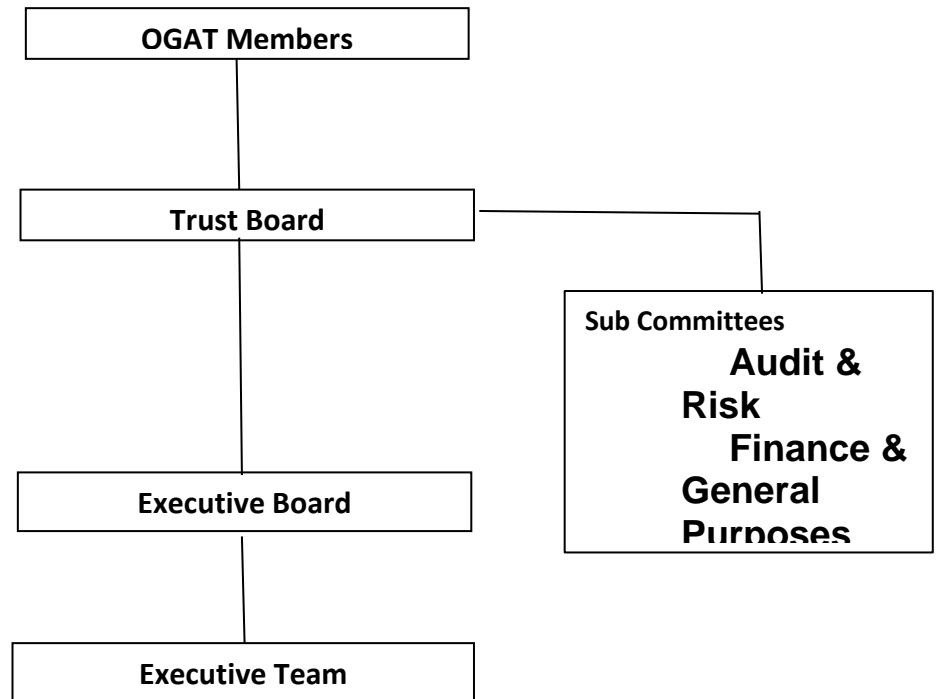 OGAT Members
Trust Board
Sub Committees
Audit &
Risk
Finance &
General
Purposes
Executive Board
Executive Team